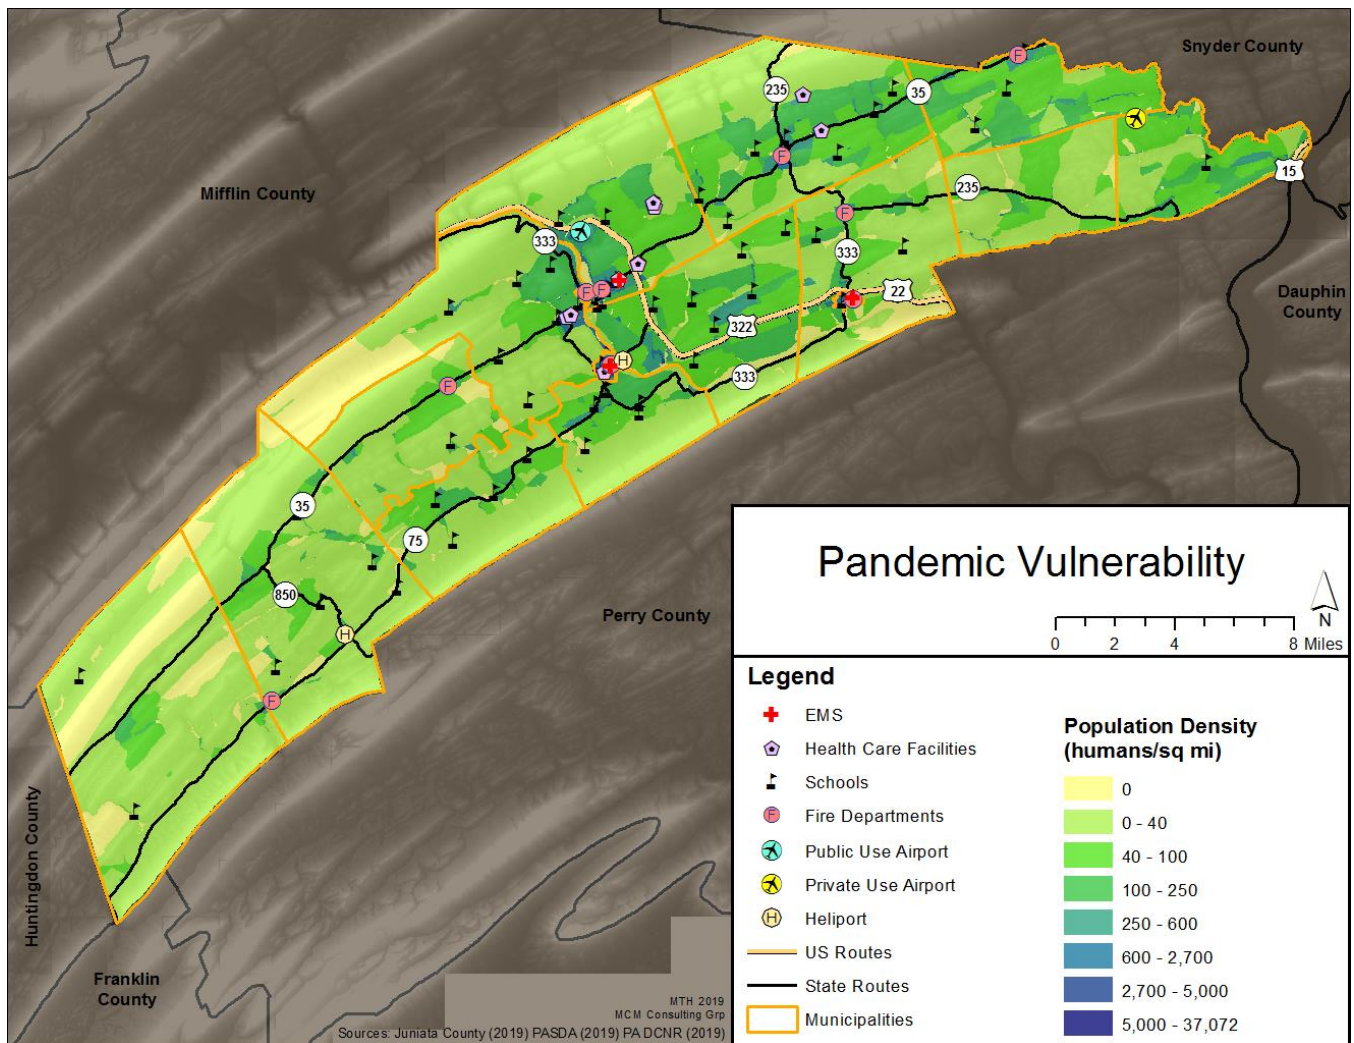 Snyder County
235
35
Mifflin County
15
235
333
333
Dauphin
County
22
322
333
35
75
850
Perry County
Huntingdon County
Franklin
County
F
F
F
F
F
F
F
H
H
MTH 2019
MCM Consulting Grp
Sources: Juniata County (2019) PASDA (2019) PA DCNR (2019)
Pandemic Vulnerability
N
0 2 4 8 Miles
Legend
EMS
Health Care Facilities
Schools
F Fire Departments
Public Use Airport
Private Use Airport
H Heliport
US Routes
State Routes
Municipalities
Population Density
(humans/sq mi)
0
0 - 40
40 - 100
100 - 250
250 - 600
600 - 2,700
2,700 - 5,000
5,000 - 37,072